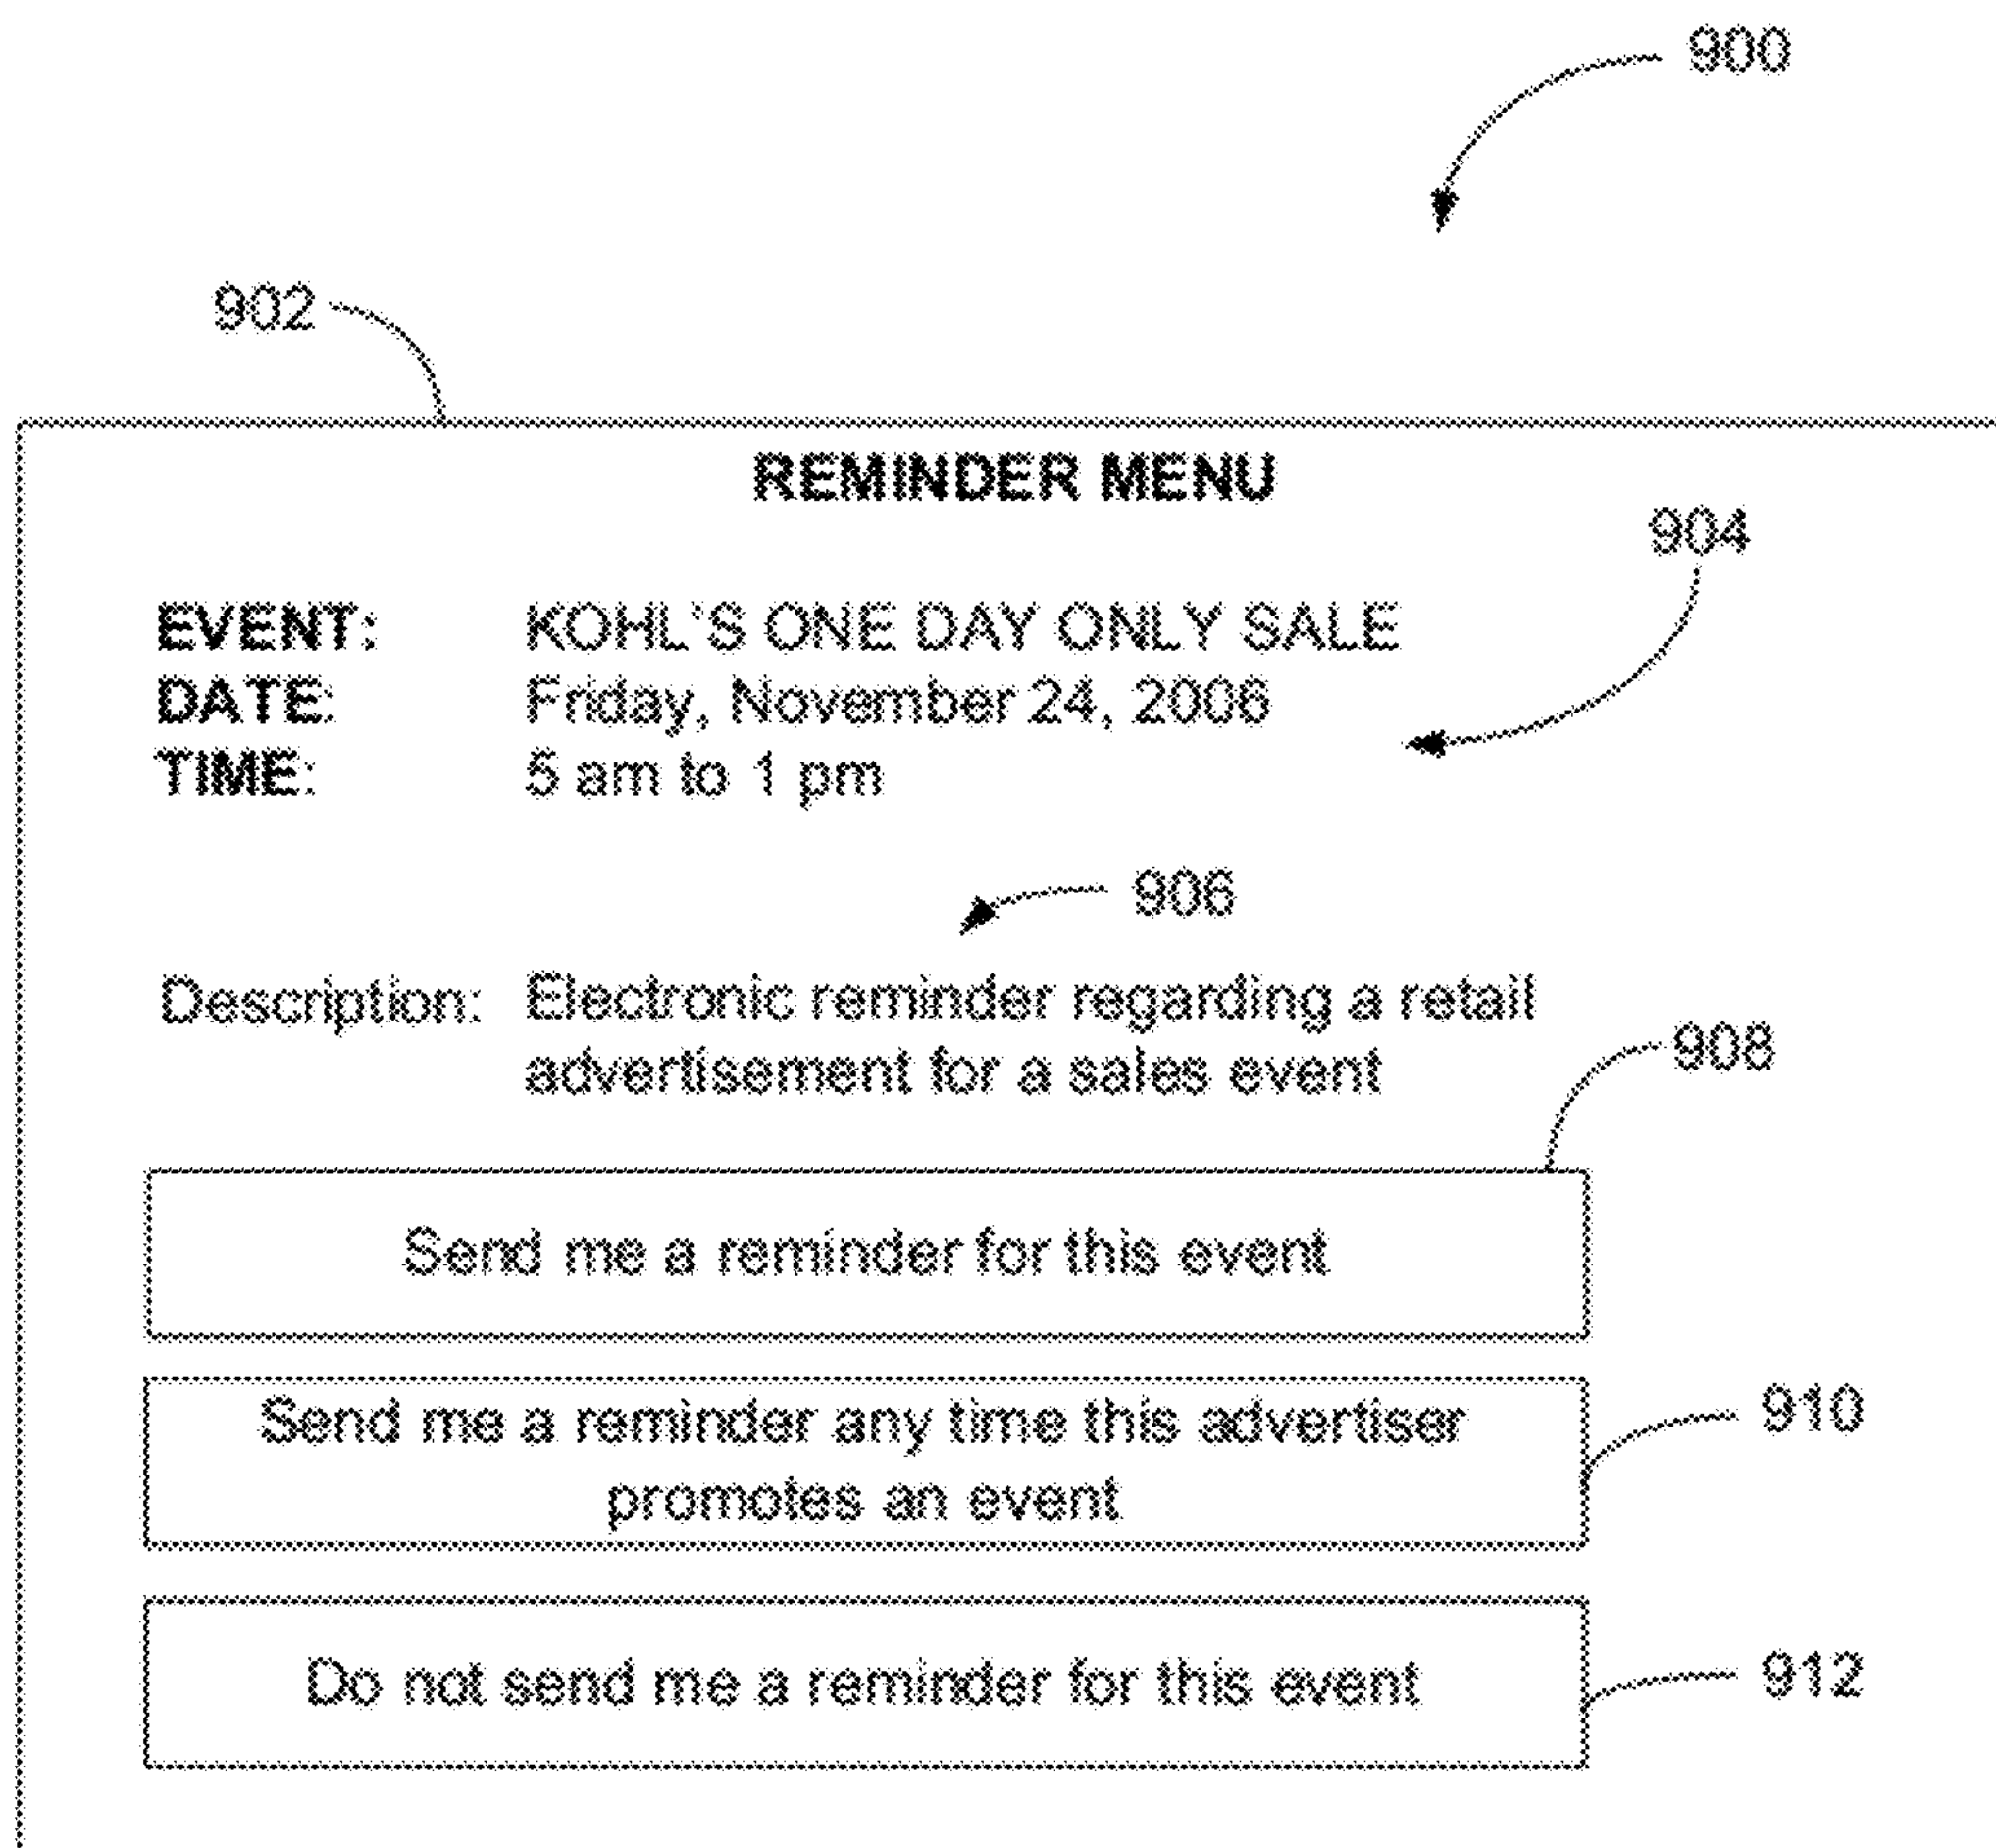 900
902
REMINDER MENU
904
EVENT: KOHL'S ONE DAY ONLY SALE
DATE: Friday, November 24, 2006
TIME: 5 am to 1 pm
906
Description: Electronic reminder regarding a retail
advertisement for a sales event
908
Send me a reminder for this event
Send me a reminder any time this advertiser
promotes an event
910
Do not send me a reminder for this event
912